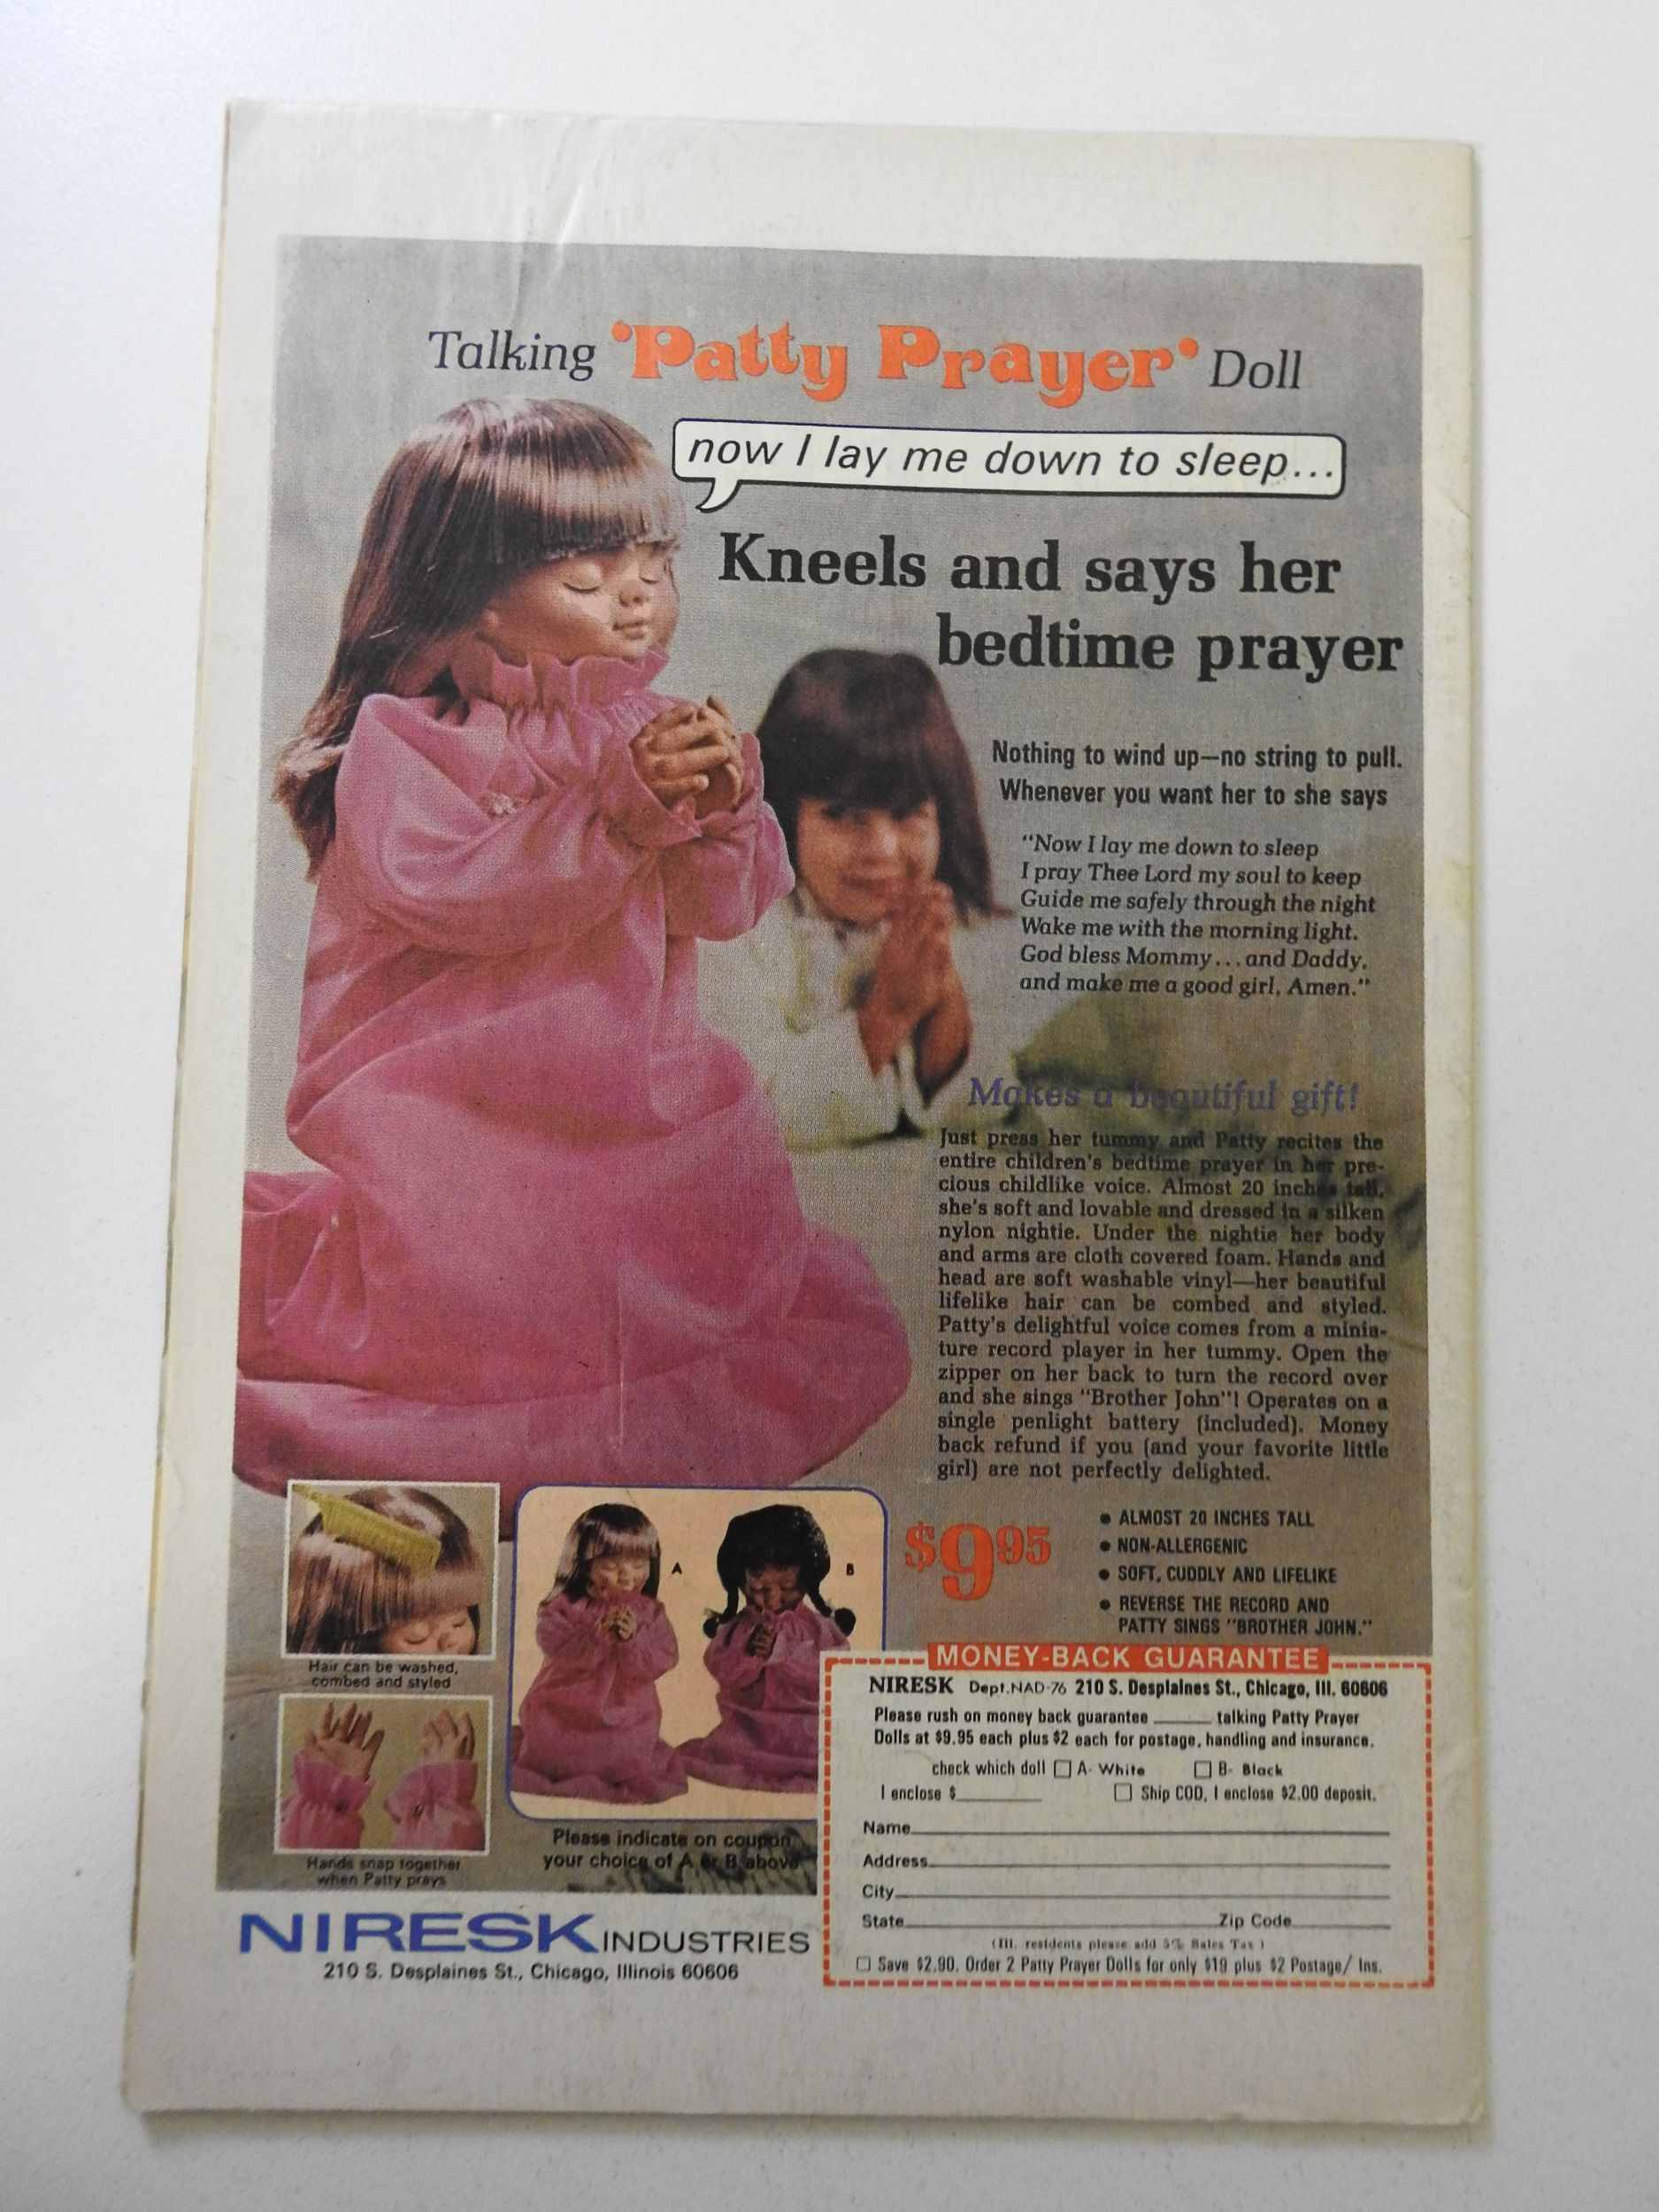 Talking 'Patty Prayer' Doll
now I lay me down to sleep...
Kneels and says her
bedtime prayer
Nothing to wind up—no string to pull.
Whenever you want her to she says
"Now I lay me down to sleep
I pray Thee Lord my soul to keep
Guide me safely through the night
Wake me with the morning light.
God bless Mommy...and Daddy,
and make me a good girl, Amen."
Makes a beautiful gift!
Just press her tummy and Patty recites the
entire children's bedtime prayer in her pre-
cious childlike voice. Almost 20 inches tall,
she's soft and lovable and dressed in a silken
nylon nightie. Under the nightie her body
and arms are cloth covered foam. Hands and
head are soft washable vinyl—her beautiful
lifelike hair can be combed and styled.
Patty's delightful voice comes from a minia-
ture record player in her tummy. Open the
zipper on her back to turn the record over
and she sings "Brother John"! Operates on a
single penlight battery (included). Money
back refund if you (and your favorite little
girl) are not perfectly delighted.
$9.95
• ALMOST 20 INCHES TALL
• NON-ALLERGENIC
• SOFT, CUDDLY AND LIFELIKE
• REVERSE THE RECORD AND
PATTY SINGS "BROTHER JOHN."
Hair can be washed,
combed and styled
Hands snap together
when Patty prays
A
B
Please indicate on coupon
your choice of A or B above
MONEY-BACK GUARANTEE
NIRESK Dept.NAD-76 210 S. Desplaines St., Chicago, Ill. 60606
Please rush on money back guarantee ______ talking Patty Prayer
Dolls at $9.95 each plus $2 each for postage, handling and insurance.
check which doll ☐ A- White ☐ B- Black
I enclose $________ ☐ Ship COD, I enclose $2.00 deposit.
Name
Address
City
State Zip Code
(Ill. residents please add 5% Sales Tax)
☐ Save $2.90. Order 2 Patty Prayer Dolls for only $19 plus $2 Postage/ Ins.
NIRESK INDUSTRIES
210 S. Desplaines St., Chicago, Illinois 60606